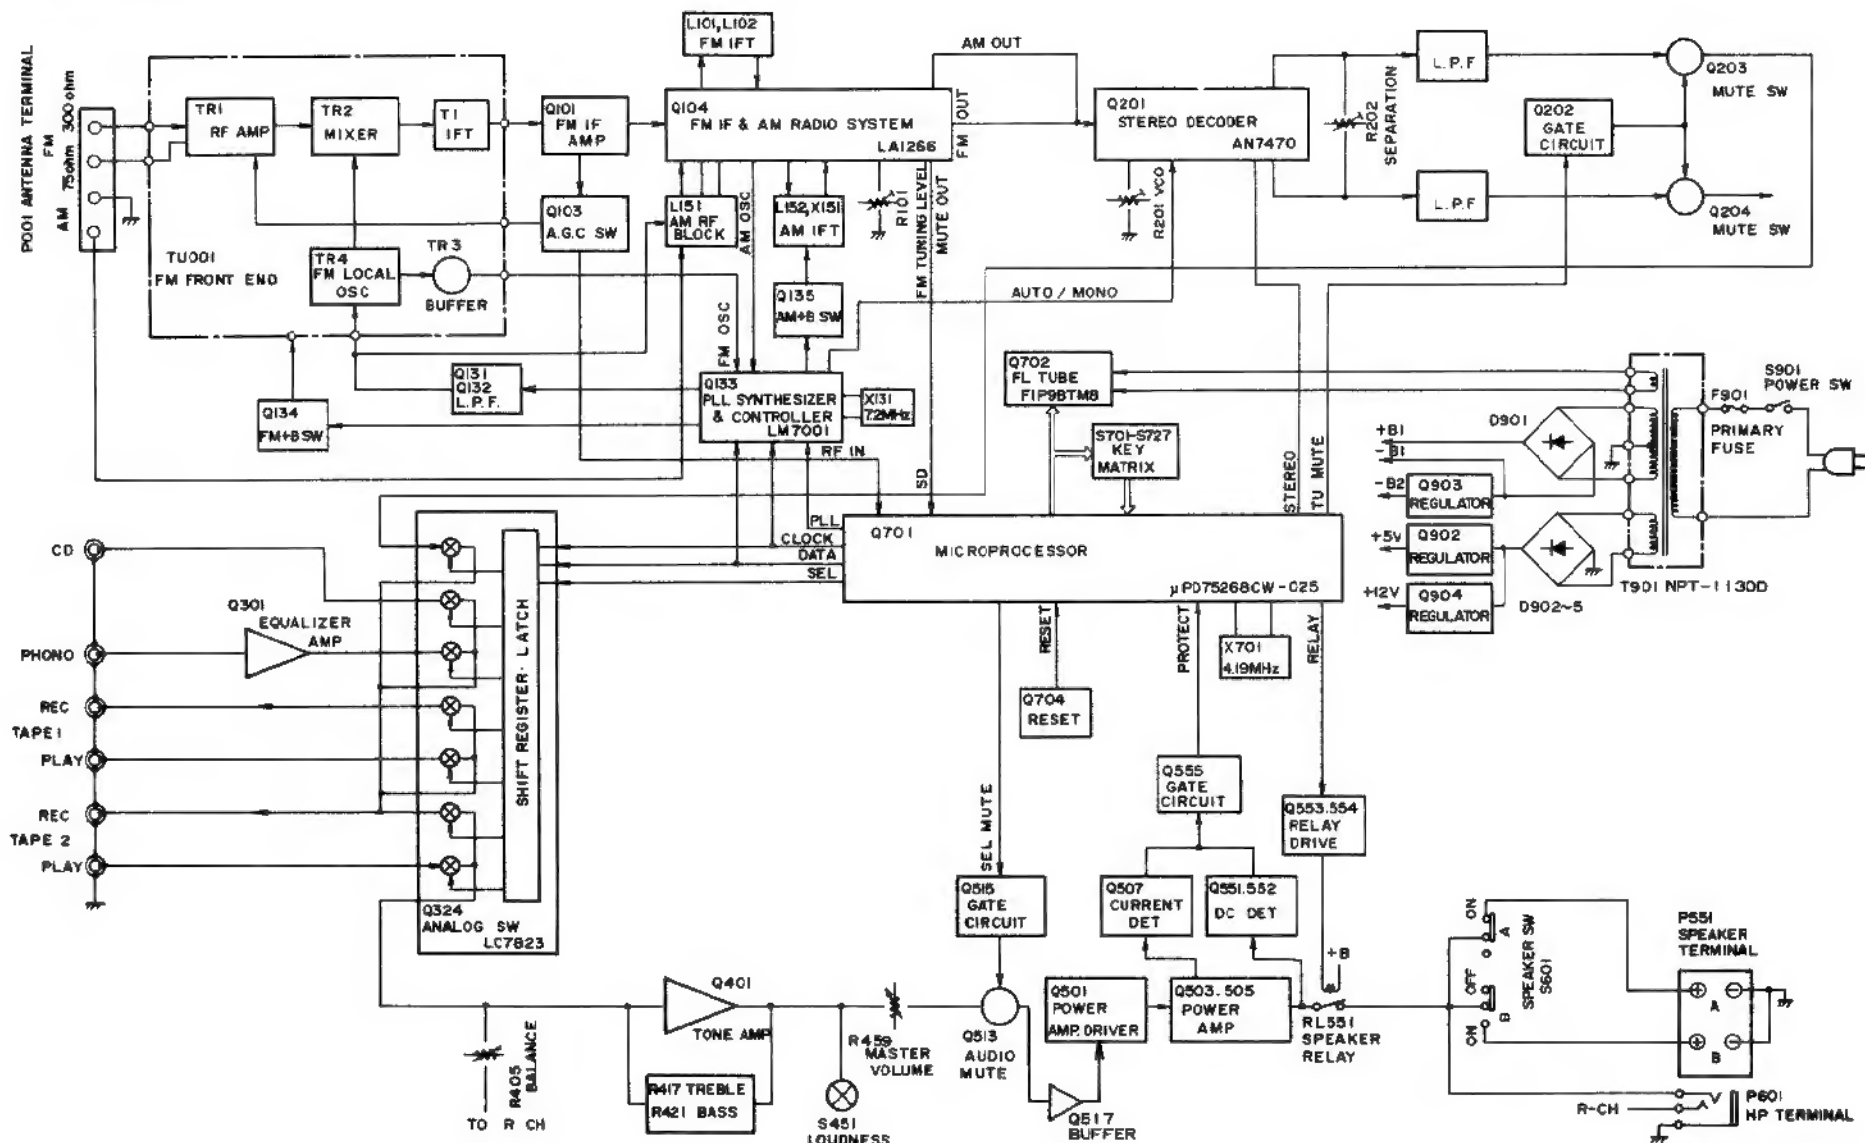 P001 ANTENNA TERMINAL
FM
300ohm
75ohm
AM
TR1
RF AMP
TR2
MIXER
T1
IFT
TU001
FM FRONT END
TR4
FM LOCAL
OSC
TR3
BUFFER
Q101
FM IF
AMP
Q103
A.G.C SW
L101,L102
FM IFT
Q104
FM IF & AM RADIO SYSTEM
LA1266
AM OUT
FM OUT
L151
AM RF
BLOCK
AM OSC
L152,X151
AM IFT
R101
FM TUNING LEVEL
MUTE OUT
Q135
AM+B SW
FM OSC
Q201
STEREO DECODER
AN7470
R201 VCO
R202
SEPARATION
L.P.F
L.P.F
Q202
GATE
CIRCUIT
Q203
MUTE SW
Q204
MUTE SW
AUTO / MONO
Q131
Q132
L.P.F.
Q134
FM+B SW
Q133
PLL SYNTHESIZER
& CONTROLLER
LM7001
X131
7.2MHz
RF IN
SD
Q702
FL TUBE
FIP9BTM8
S701-S727
KEY
MATRIX
STEREO
TU MUTE
S901
POWER SW
F901
PRIMARY
FUSE
D901
+B1
-B1
-B2
Q903
REGULATOR
+5V
Q902
REGULATOR
+12V
Q904
REGULATOR
D902~5
T901 NPT-1130D
PLL
CLOCK
DATA
SEL
Q701
MICROPROCESSOR
μPD75268CW-025
CD
PHONO
REC
TAPE 1
PLAY
REC
TAPE 2
PLAY
Q301
EQUALIZER
AMP
SHIFT REGISTER · LATCH
Q324
ANALOG SW
LC7823
RESET
Q704
RESET
PROTECT
X701
4.19MHz
RELAY
SEL MUTE
Q555
GATE
CIRCUIT
Q553.554
RELAY
DRIVE
Q515
GATE
CIRCUIT
Q507
CURRENT
DET
Q551.552
DC DET
+B
Q401
TONE AMP
R405
BALANCE
TO R CH
R417 TREBLE
R421 BASS
S451
LOUDNESS
R459
MASTER
VOLUME
Q513
AUDIO
MUTE
Q517
BUFFER
Q501
POWER
AMP. DRIVER
Q503.505
POWER
AMP
RL551
SPEAKER
RELAY
ON
A
OFF
B
ON
SPEAKER SW
S601
P551
SPEAKER
TERMINAL
A
B
R-CH
P601
HP TERMINAL